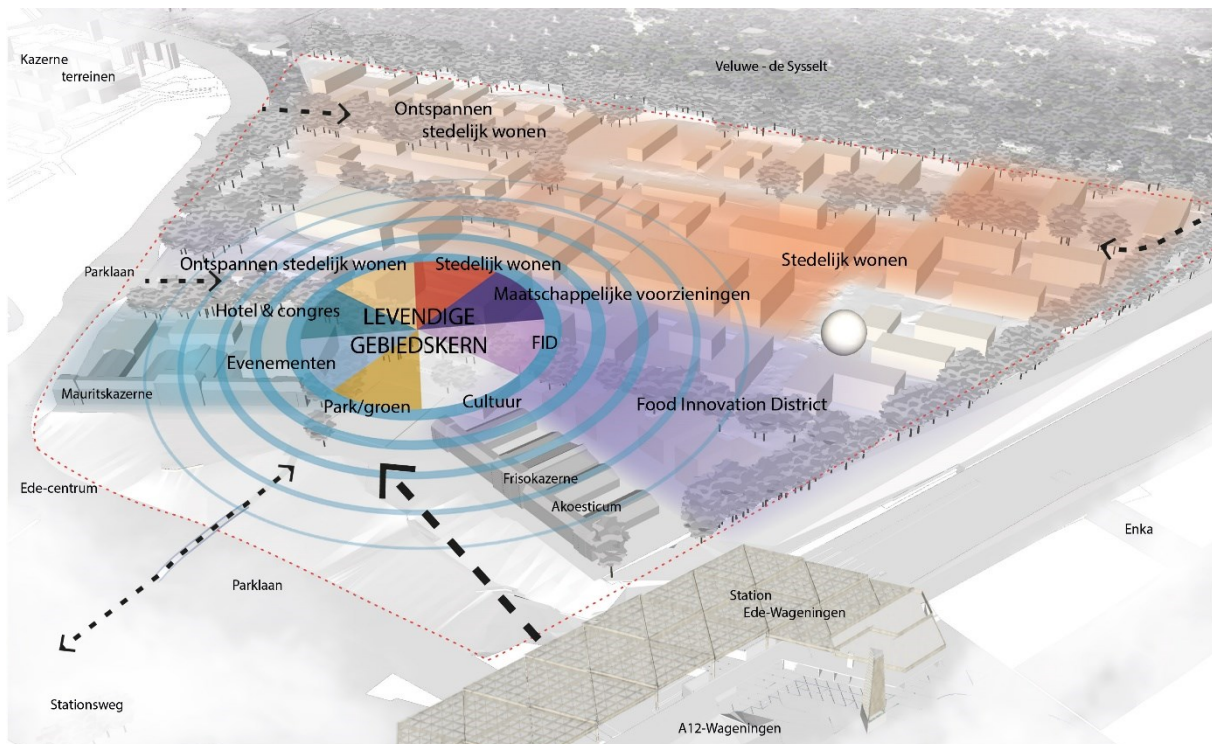 Kazerne
terreinen
Veluwe - de Sysselt
Ontspannen
stedelijk wonen
Parklaan
Ontspannen stedelijk wonen
Stedelijk wonen
Stedelijk wonen
Maatschappelijke voorzieningen
Hotel & congres
LEVENDIGE
GEBIEDSKERN
FID
Evenementen
Mauritskazerne
Park/groen
Cultuur
Food Innovation District
Ede-centrum
Frisokazerne
Akoesticum
Enka
Parklaan
Station
Ede-Wageningen
Stationsweg
A12-Wageningen